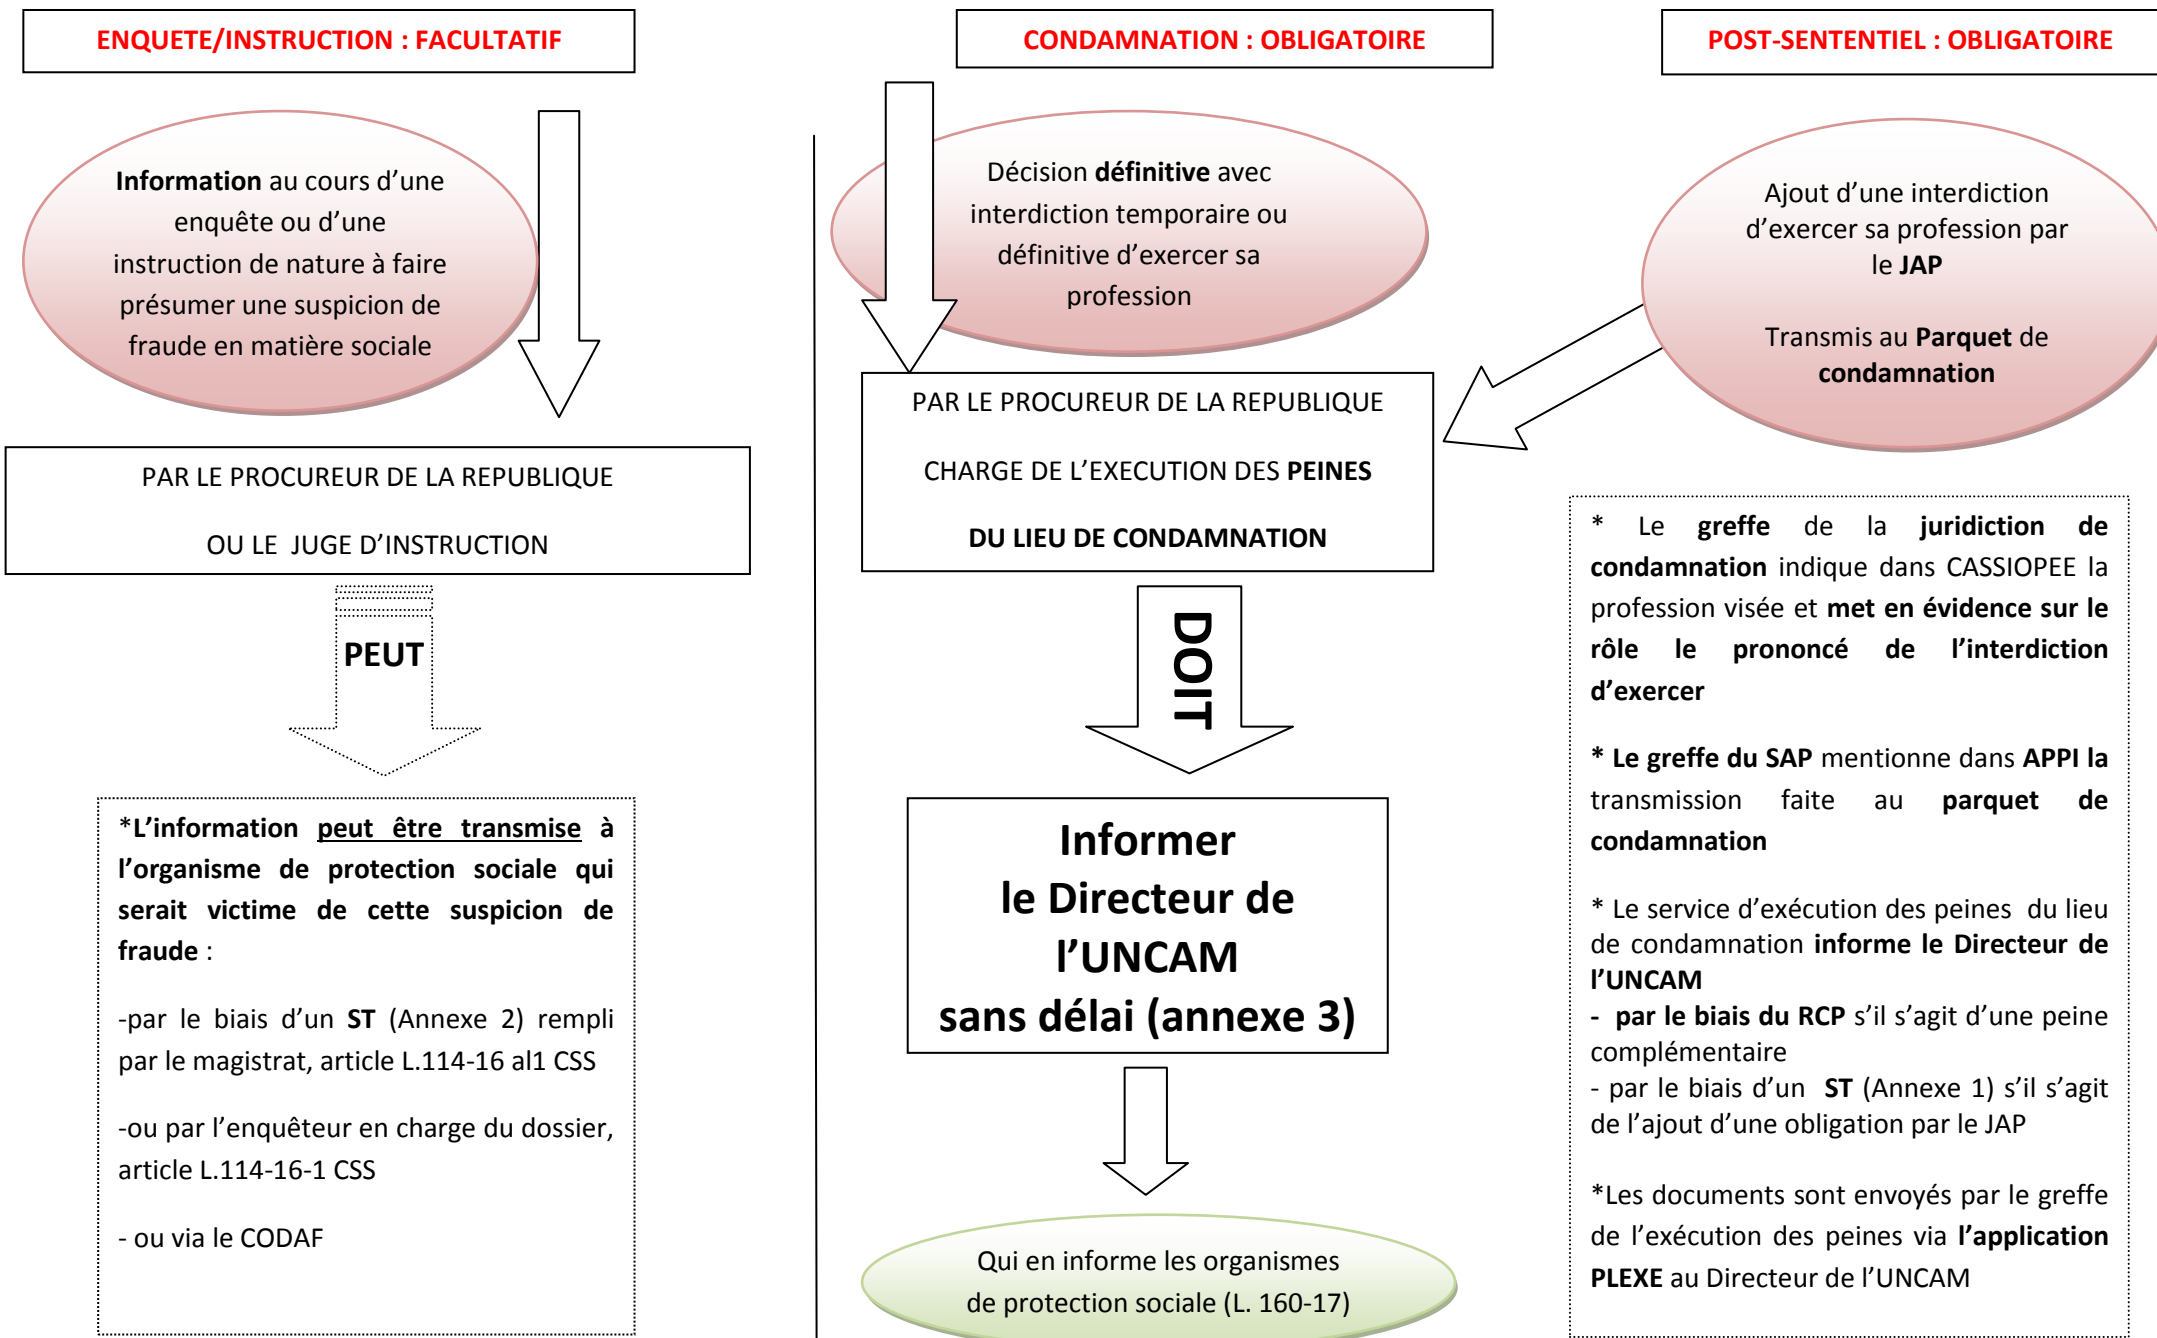 ENQUETE/INSTRUCTION : FACULTATIF
Information au cours d’une
enquête ou d’une
instruction de nature à faire
présumer une suspicion de
fraude en matière sociale
PAR LE PROCUREUR DE LA REPUBLIQUE
OU LE JUGE D’INSTRUCTION
PEUT
*L’information peut être transmise à
l’organisme de protection sociale qui
serait victime de cette suspicion de
fraude :
-par le biais d’un ST (Annexe 2) rempli
par le magistrat, article L.114-16 al1 CSS
-ou par l’enquêteur en charge du dossier,
article L.114-16-1 CSS
- ou via le CODAF
CONDAMNATION : OBLIGATOIRE
Décision définitive avec
interdiction temporaire ou
définitive d’exercer sa
profession
PAR LE PROCUREUR DE LA REPUBLIQUE
CHARGE DE L’EXECUTION DES PEINES
DU LIEU DE CONDAMNATION
DOIT
Informer
le Directeur de
l’UNCAM
sans délai (annexe 3)
Qui en informe les organismes
de protection sociale (L. 160-17)
POST-SENTENTIEL : OBLIGATOIRE
Ajout d’une interdiction
d’exercer sa profession par
le JAP
Transmis au Parquet de
condamnation
* Le greffe de la juridiction de
condamnation indique dans CASSIOPEE la
profession visée et met en évidence sur le
rôle le prononcé de l’interdiction
d’exercer
* Le greffe du SAP mentionne dans APPI la
transmission faite au parquet de
condamnation
* Le service d’exécution des peines du lieu
de condamnation informe le Directeur de
l’UNCAM
- par le biais du RCP s’il s’agit d’une peine
complémentaire
- par le biais d’un ST (Annexe 1) s’il s’agit
de l’ajout d’une obligation par le JAP
*Les documents sont envoyés par le greffe
de l’exécution des peines via l’application
PLEXE au Directeur de l’UNCAM